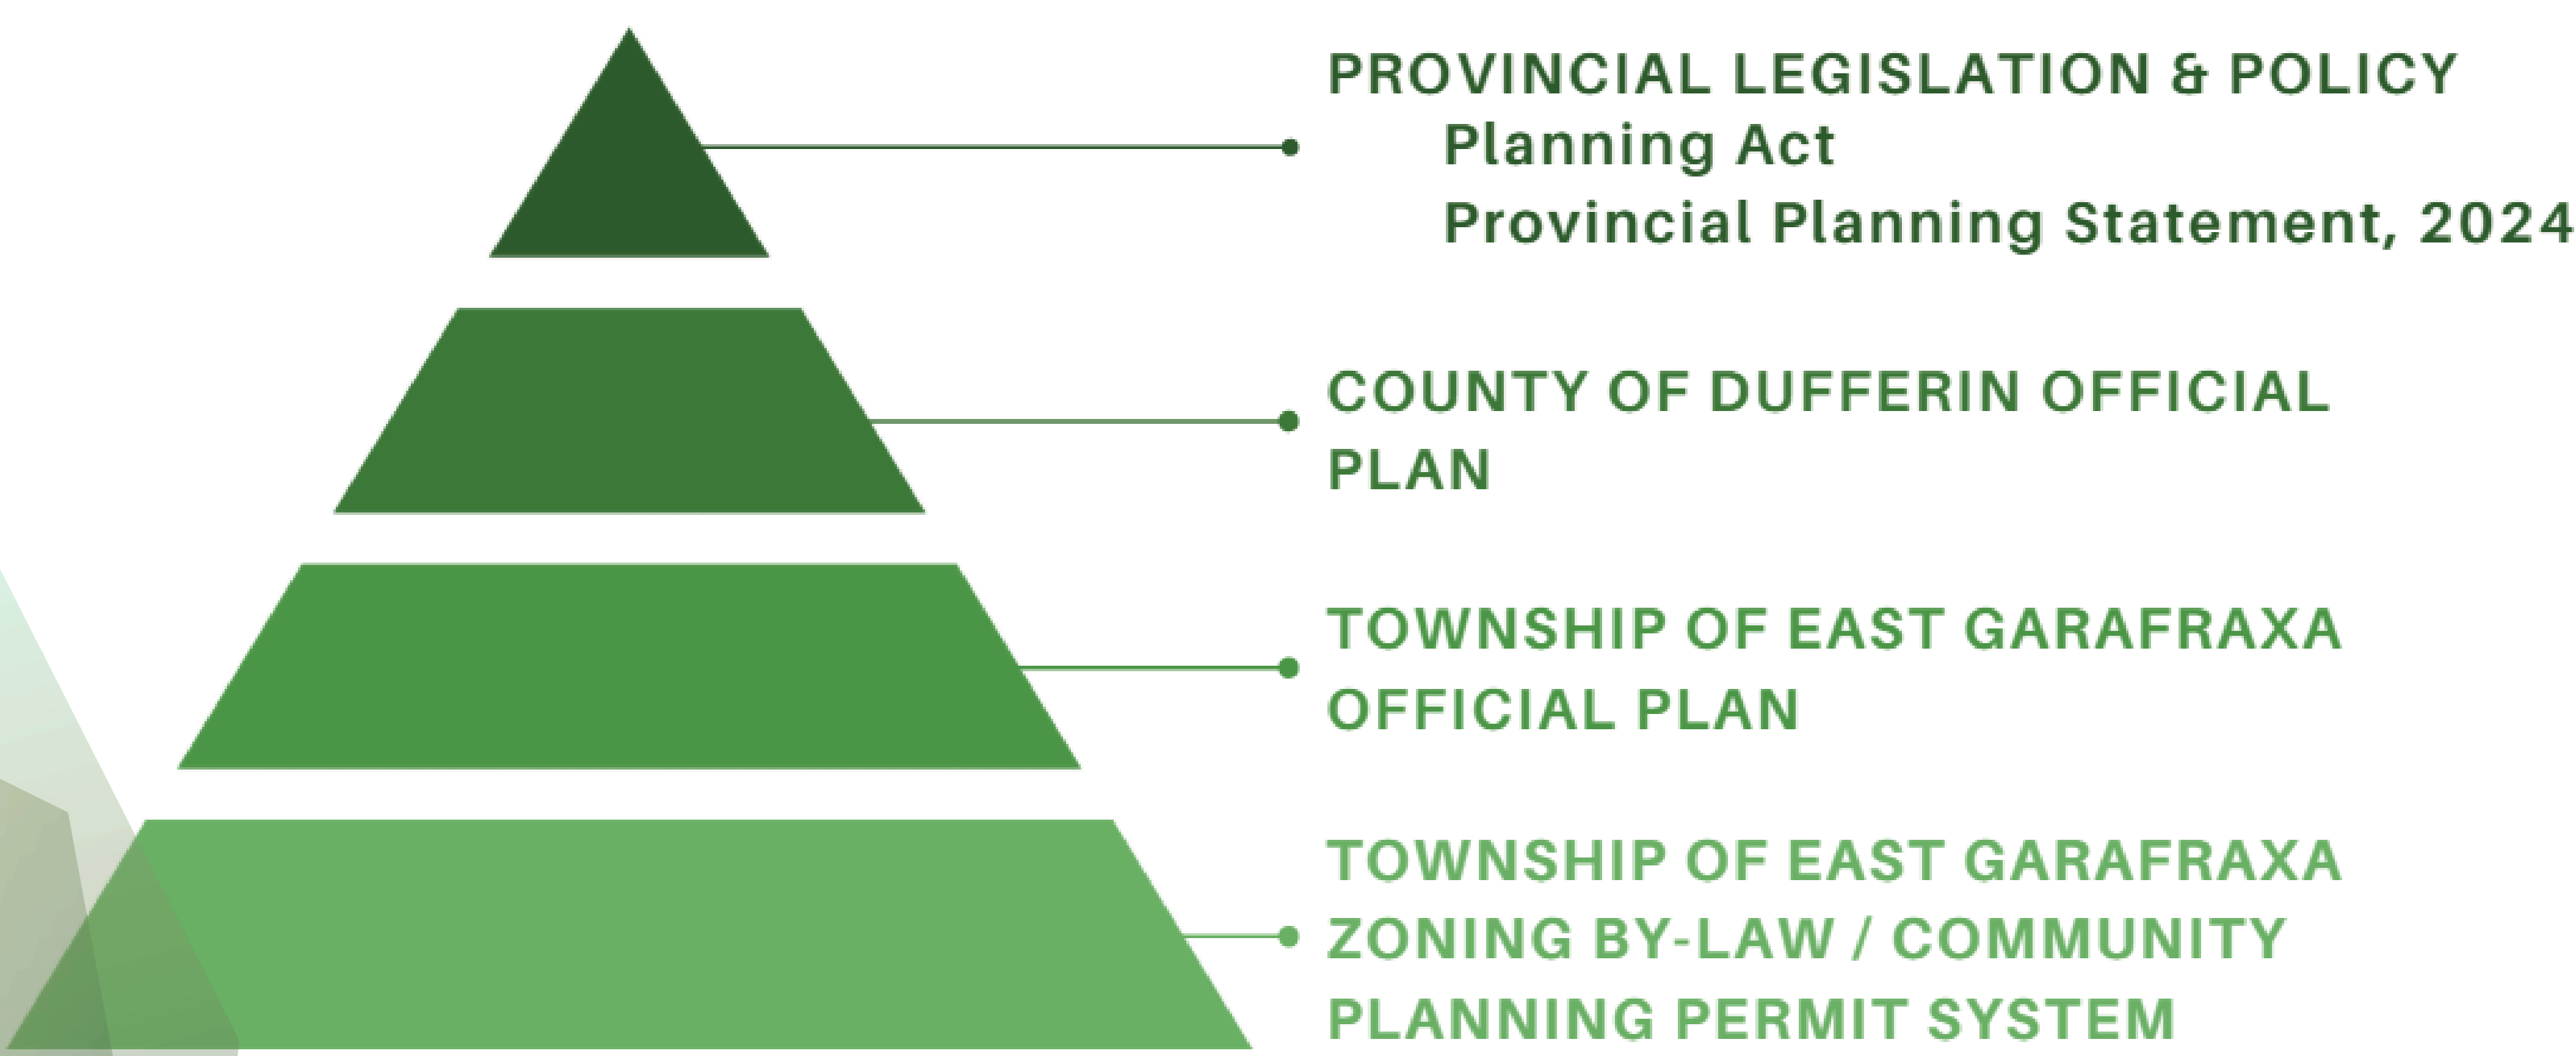 PROVINCIAL LEGISLATION & POLICY
Planning Act
Provincial Planning Statement, 2024
COUNTY OF DUFFERIN OFFICIAL
PLAN
TOWNSHIP OF EAST GARAFRAXA
OFFICIAL PLAN
TOWNSHIP OF EAST GARAFRAXA
ZONING BY-LAW / COMMUNITY
PLANNING PERMIT SYSTEM